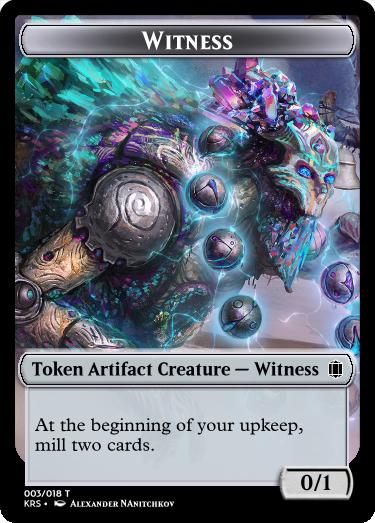 Witness
Token Artifact Creature — Witness
At the beginning of your upkeep,
mill two cards.
0/1
003/018 T
KRS • Alexander NAnitchkov